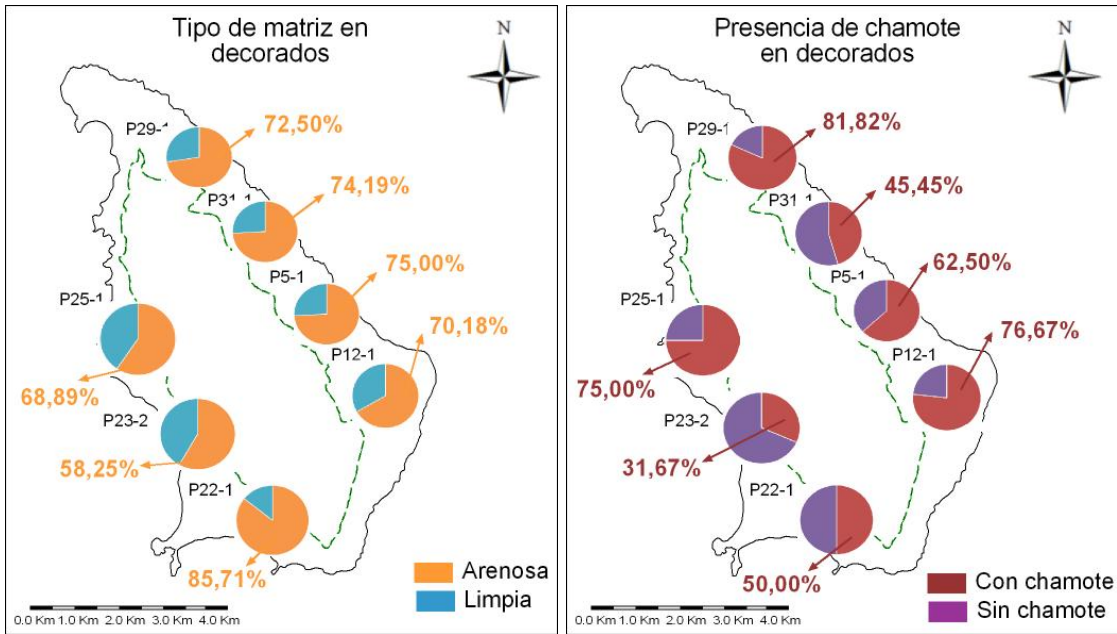 Tipo de matriz en
decorados
N
P29-1
72,50%
P31-1
74,19%
P5-1
75,00%
P25-1
70,18%
P12-1
68,89%
P23-2
58,25%
P22-1
85,71%
Arenosa
Limpia
0.0 Km 1.0 Km 2.0 Km 3.0 Km 4.0 Km
Presencia de chamote
en decorados
N
P29-1
81,82%
P31-1
45,45%
P5-1
62,50%
P25-1
76,67%
P12-1
75,00%
P23-2
31,67%
P22-1
50,00%
Con chamote
Sin chamote
0.0 Km 1.0 Km 2.0 Km 3.0 Km 4.0 Km